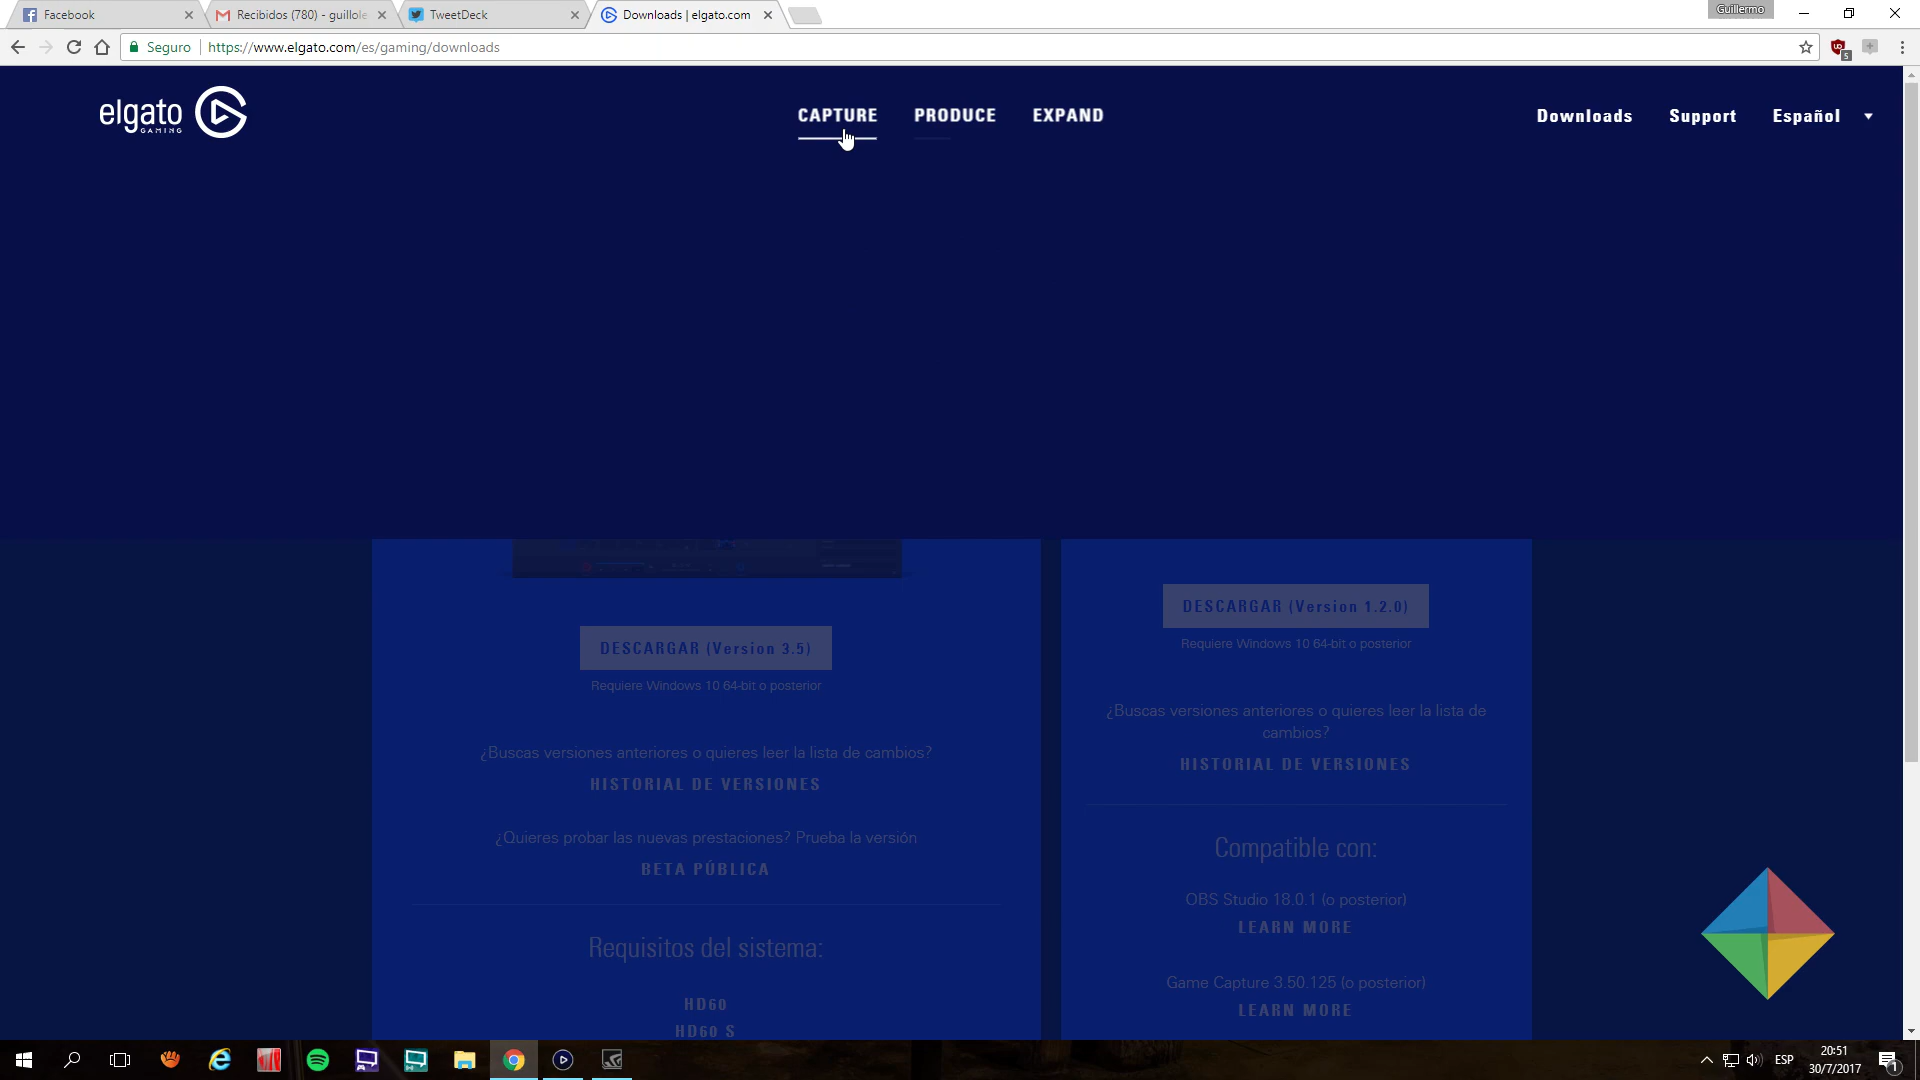 Facebook
Recibidos (780) - guilloie
TweetDeck
Downloads | elgato.com
Guillermo
Seguro
https://www.elgato.com/es/gaming/downloads
5
elgato
GAMING
CAPTURE
PRODUCE
EXPAND
Downloads
Support
Español
DESCARGAR (Version 3.5)
Requiere Windows 10 64-bit o posterior
¿Buscas versiones anteriores o quieres leer la lista de cambios?
HISTORIAL DE VERSIONES
¿Quieres probar las nuevas prestaciones? Prueba la versión
BETA PÚBLICA
Requisitos del sistema:
HD60
HD60 S
DESCARGAR (Version 1.2.0)
Requiere Windows 10 64-bit o posterior
¿Buscas versiones anteriores o quieres leer la lista de
cambios?
HISTORIAL DE VERSIONES
Compatible con:
OBS Studio 18.0.1 (o posterior)
LEARN MORE
Game Capture 3.50.125 (o posterior)
LEARN MORE
ESP
20:51
30/7/2017
1